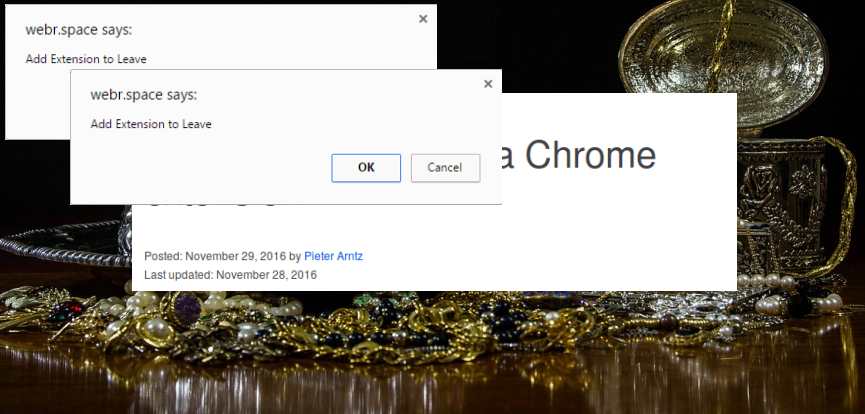 webr.space says:
Add Extension to Leave
webr.space says:
Add Extension to Leave
OK Cancel
a Chrome
Posted: November 29, 2016 by Pieter Arntz
Last updated: November 28, 2016